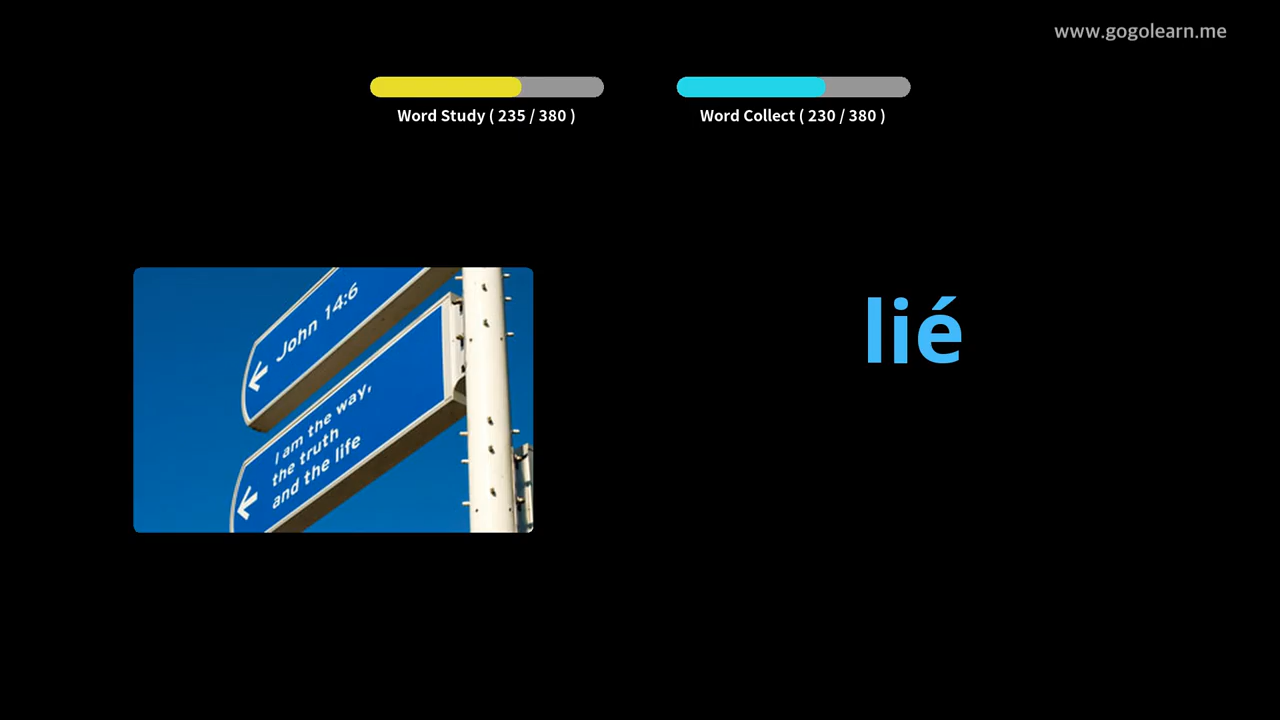 www.gogolearn.me
Word Study ( 235 / 380 )
Word Collect ( 230 / 380 )
John 14:6
I am the way,
the truth
and the life
lié